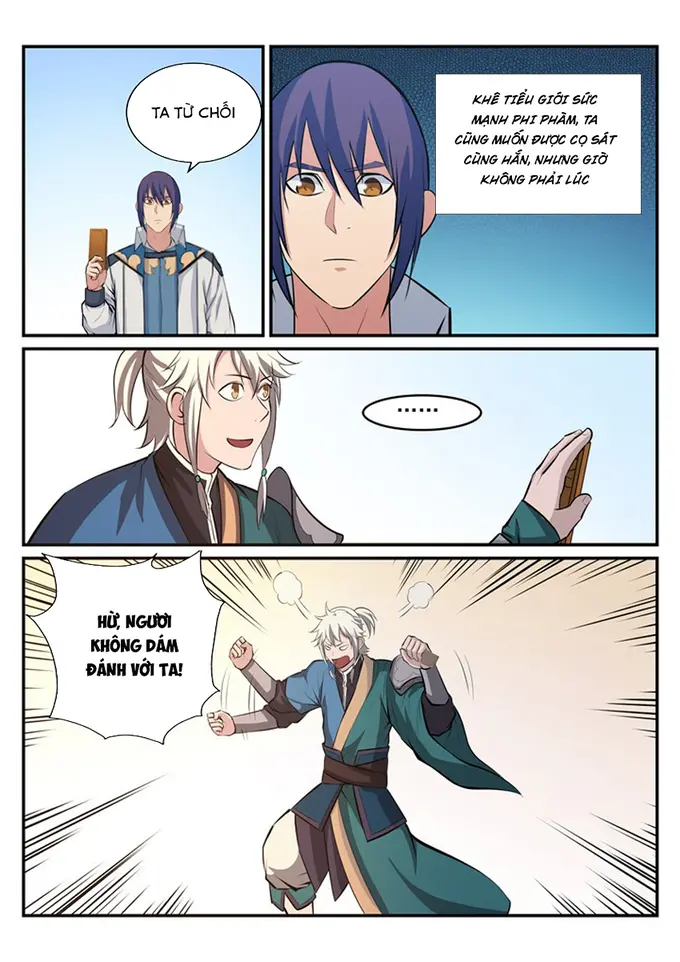 TA TỪ CHỐI
KHÊ TIỂU GIỚI SỨC
MẠNH PHI PHÀM, TA
CŨNG MUỐN ĐƯỢC CỌ SÁT
CÙNG HẮN, NHƯNG GIỜ
KHÔNG PHẢI LÚC
......
HỪ, NGƯƠI
KHÔNG DÁM
ĐÁNH VỚI TA!